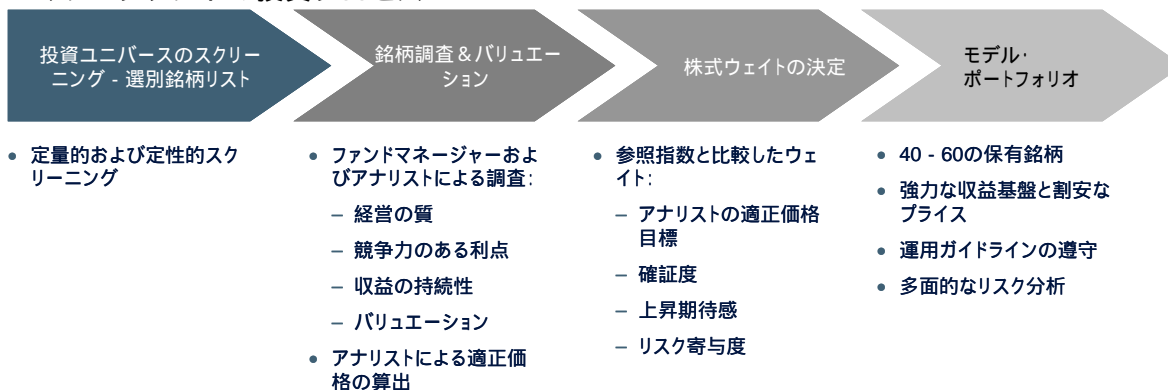 投資ユニバースのスクリー
ニング - 選別銘柄リスト
銘柄調査&バリュエー
ション
株式ウェイトの決定
モデル・
ポートフォリオ
• 定量的および定性的スク
リーニング
• ファンドマネージャーおよ
びアナリストによる調査:
– 経営の質
– 競争力のある利点
– 収益の持続性
– バリュエーション
• アナリストによる適正価
格の算出
• 参照指数と比較したウェ
イト:
– アナリストの適正価格
目標
– 確証度
– 上昇期待感
– リスク寄与度
• 40 - 60の保有銘柄
• 強力な収益基盤と割安な
プライス
• 運用ガイドラインの遵守
• 多面的なリスク分析